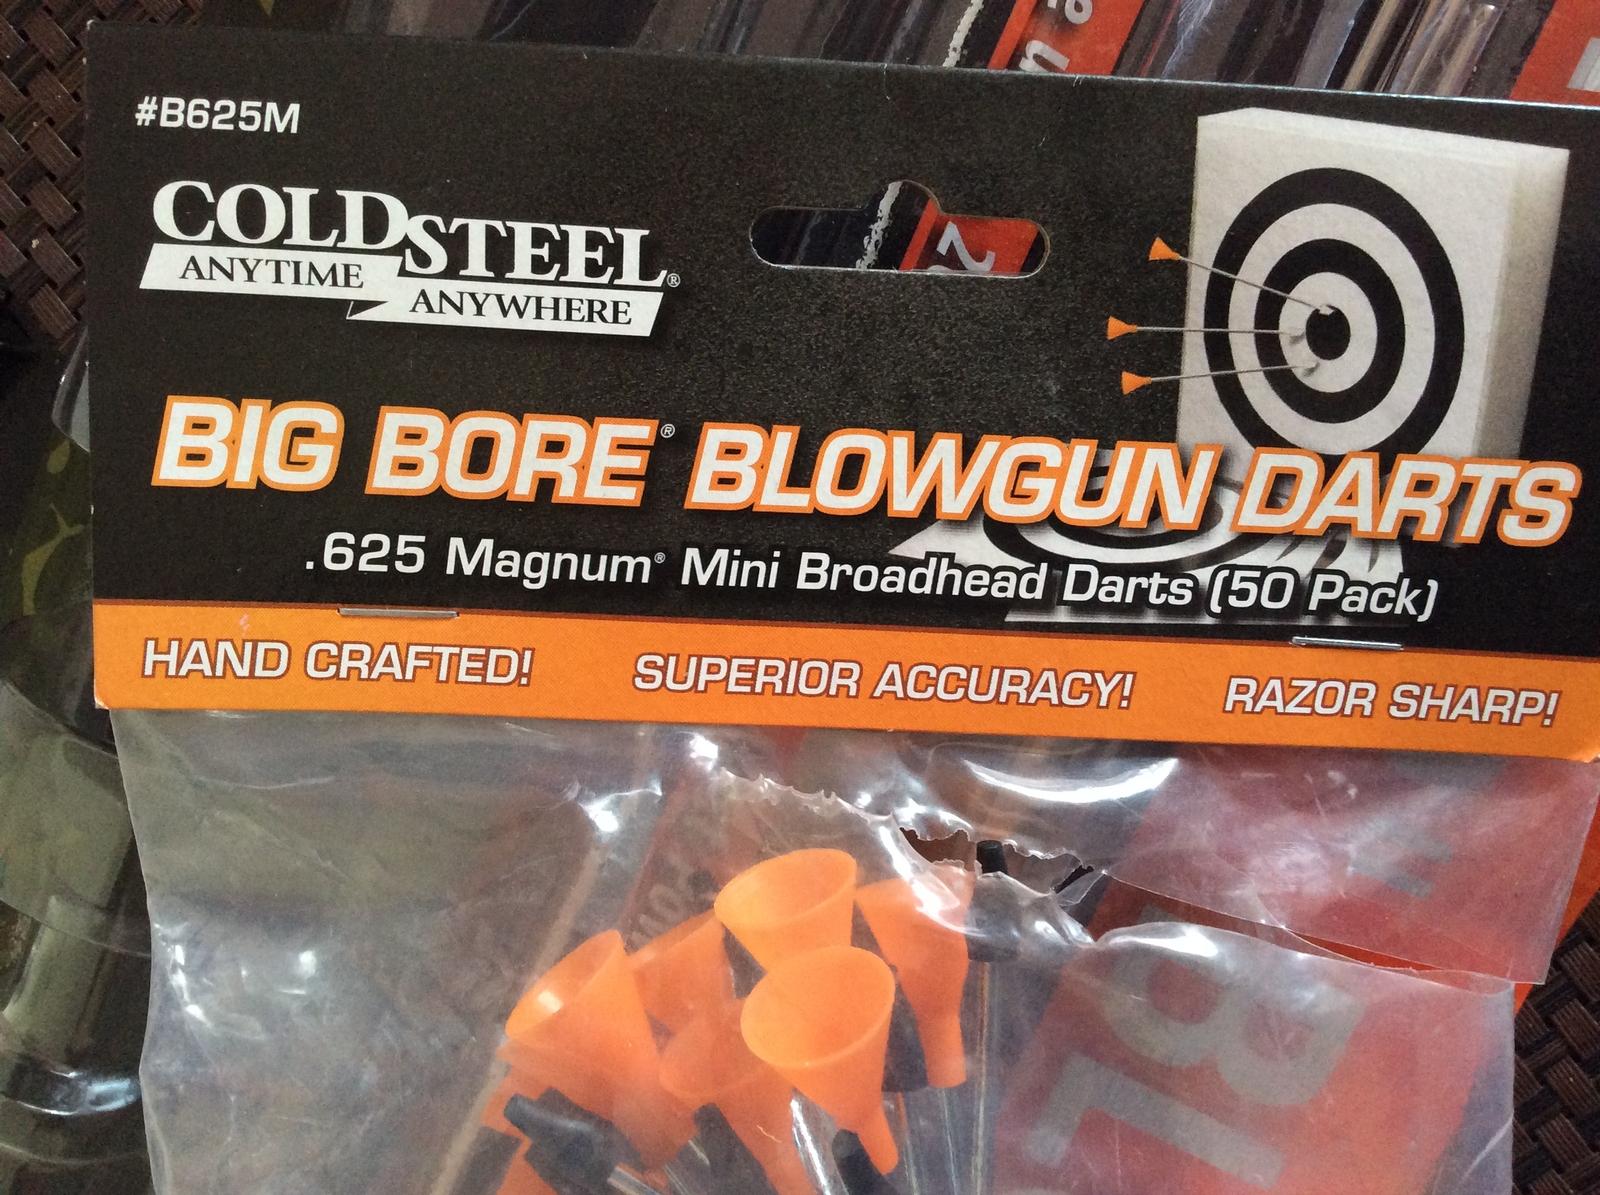 #B625M
COLD STEEL®
ANYTIME ANYWHERE
BIG BORE® BLOWGUN DARTS
.625 Magnum® Mini Broadhead Darts (50 Pack)
HAND CRAFTED! SUPERIOR ACCURACY! RAZOR SHARP!
BL